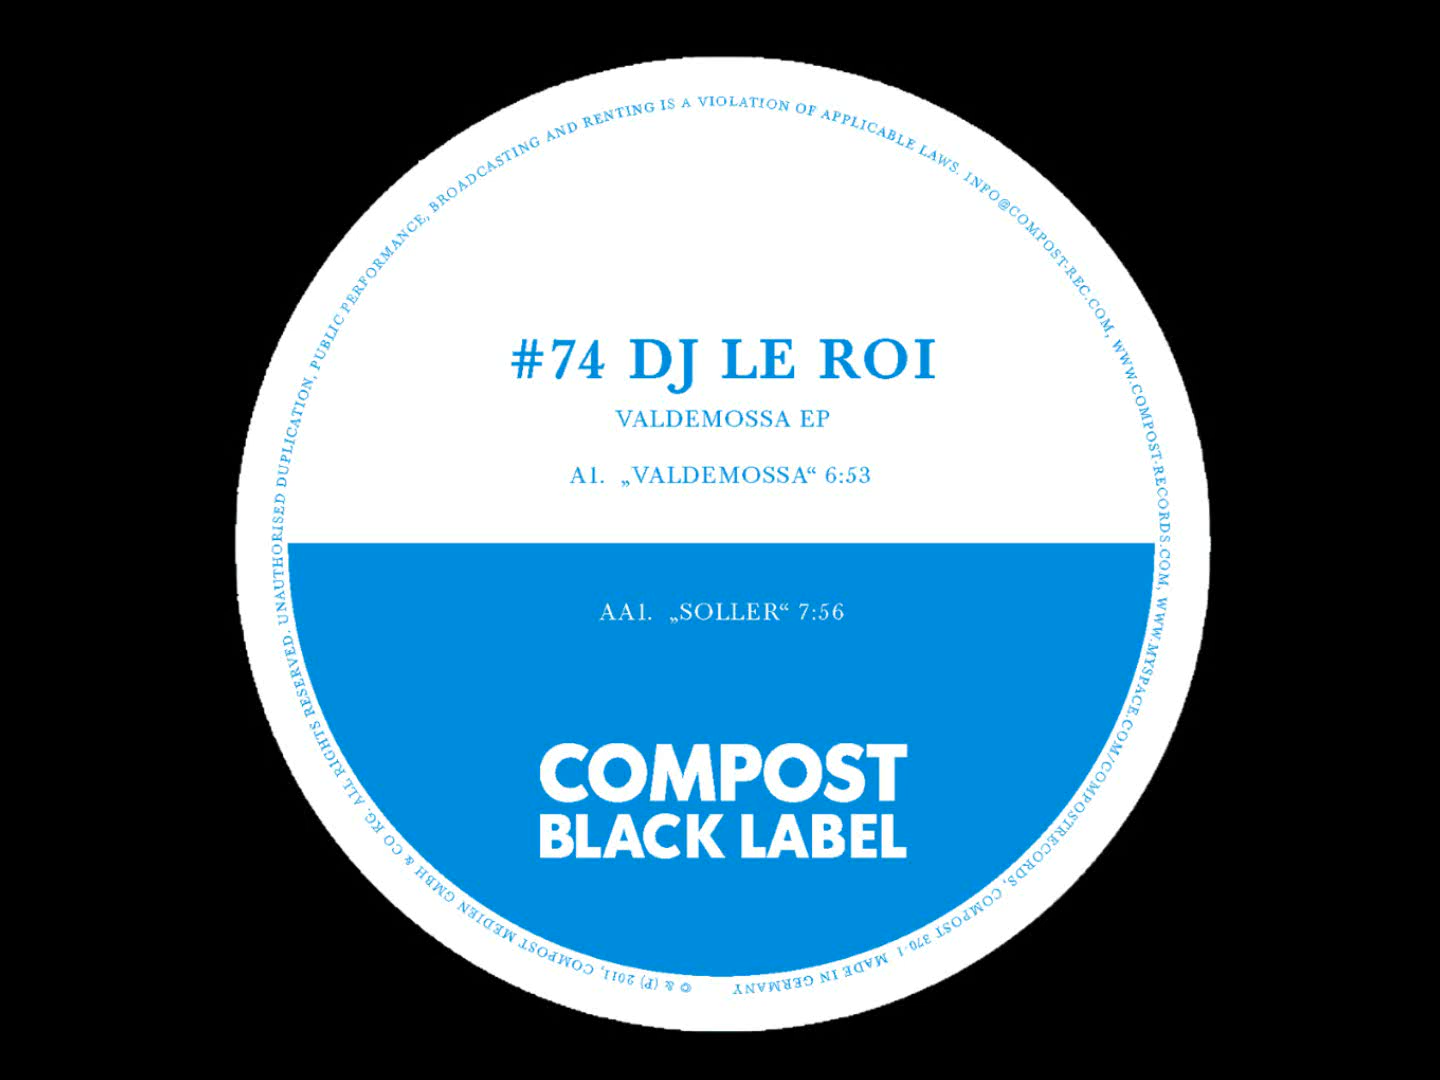 #74 DJ LE ROI
VALDEMOSSA EP
A1. „VALDEMOSSA“ 6:53
AA1. „SOLLER“ 7:56
COMPOST
BLACK LABEL
© & (P) 2011, COMPOST MEDIEN GMBH & CO KG. ALL RIGHTS RESERVED. UNAUTHORISED DUPLICATION, PUBLIC PERFORMANCE, BROADCASTING AND RENTING IS A VIOLATION OF APPLICABLE LAWS. INFO@COMPOST-REC.COM, WWW.COMPOST-RECORDS.COM, WWW.MYSPACE.COM/COMPOSTRECORDS, COMPOST 370-1 MADE IN GERMANY